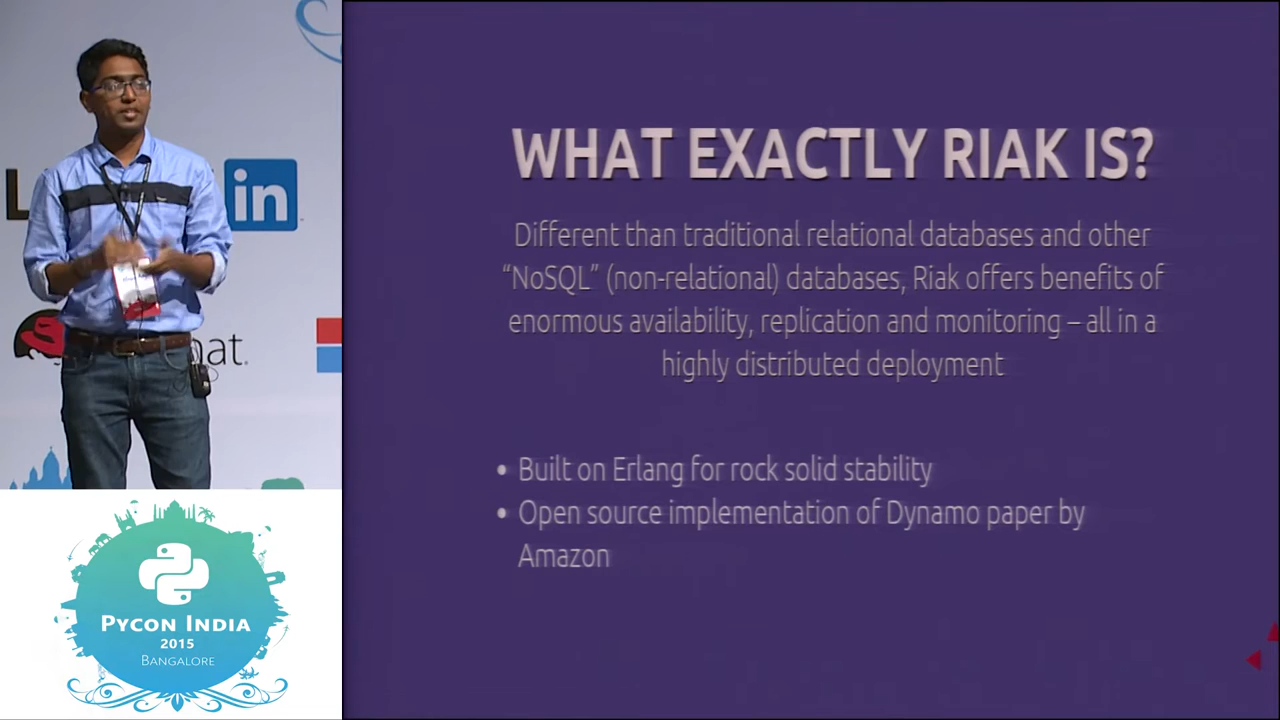 in
hat.
WHAT EXACTLY RIAK IS?
Different than traditional relational databases and other
“NoSQL” (non-relational) databases, Riak offers benefits of
enormous availability, replication and monitoring – all in a
highly distributed deployment
• Built on Erlang for rock solid stability
• Open source implementation of Dynamo paper by
Amazon
PYCON INDIA
2015
BANGALORE